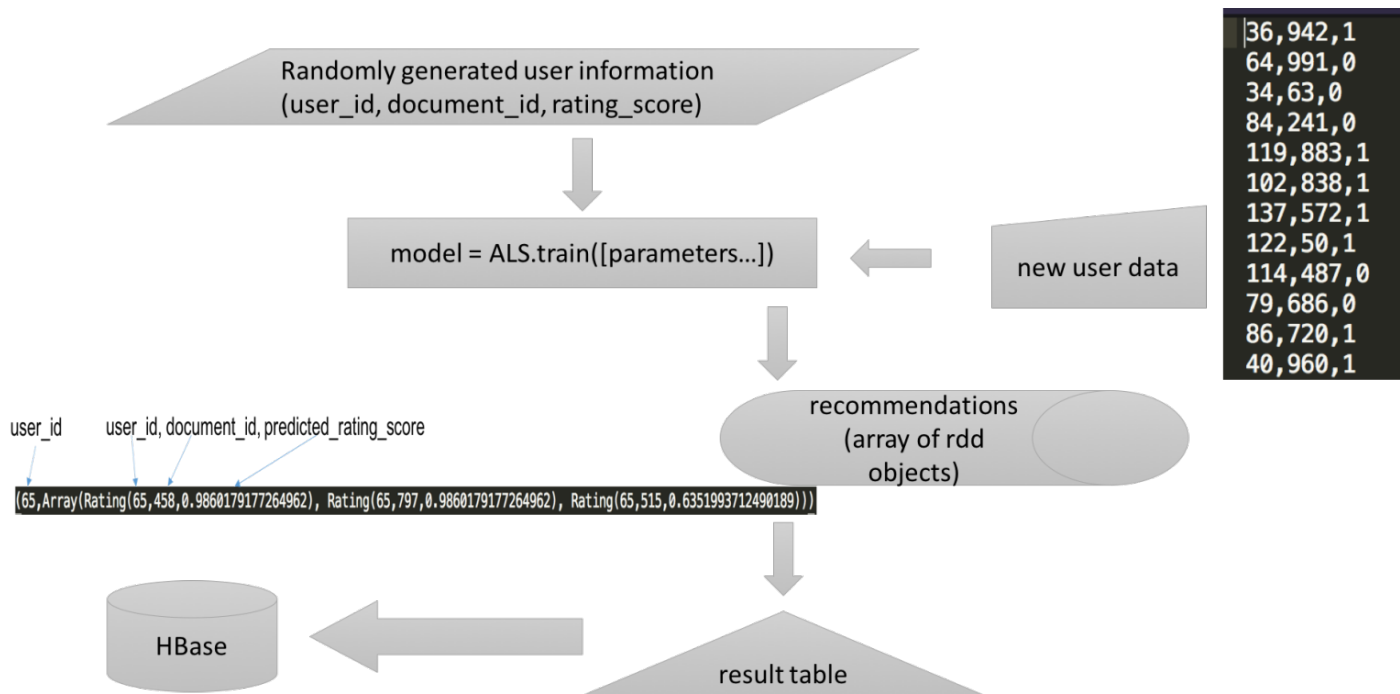 Randomly generated user information
(user_id, document_id, rating_score)
36,942,1
64,991,0
34,63,0
84,241,0
119,883,1
102,838,1
137,572,1
122,50,1
114,487,0
79,686,0
86,720,1
40,960,1
model = ALS.train([parameters...])
new user data
recommendations
(array of rdd
objects)
user_id
user_id, document_id, predicted_rating_score
(65,Array(Rating(65,458,0.9860179177264962), Rating(65,797,0.9860179177264962), Rating(65,515,0.6351993712490189)))
HBase
result table